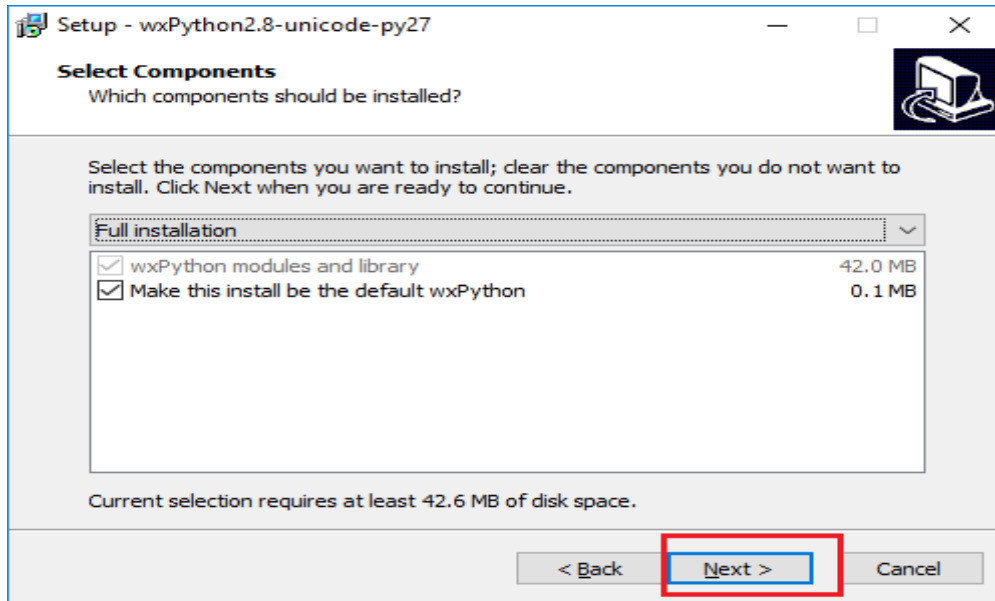 Setup - wxPython2.8-unicode-py27
Select Components
Which components should be installed?
Select the components you want to install; clear the components you do not want to
install. Click Next when you are ready to continue.
Full installation
wxPython modules and library 42.0 MB
Make this install be the default wxPython 0.1 MB
Current selection requires at least 42.6 MB of disk space.
< Back Next > Cancel